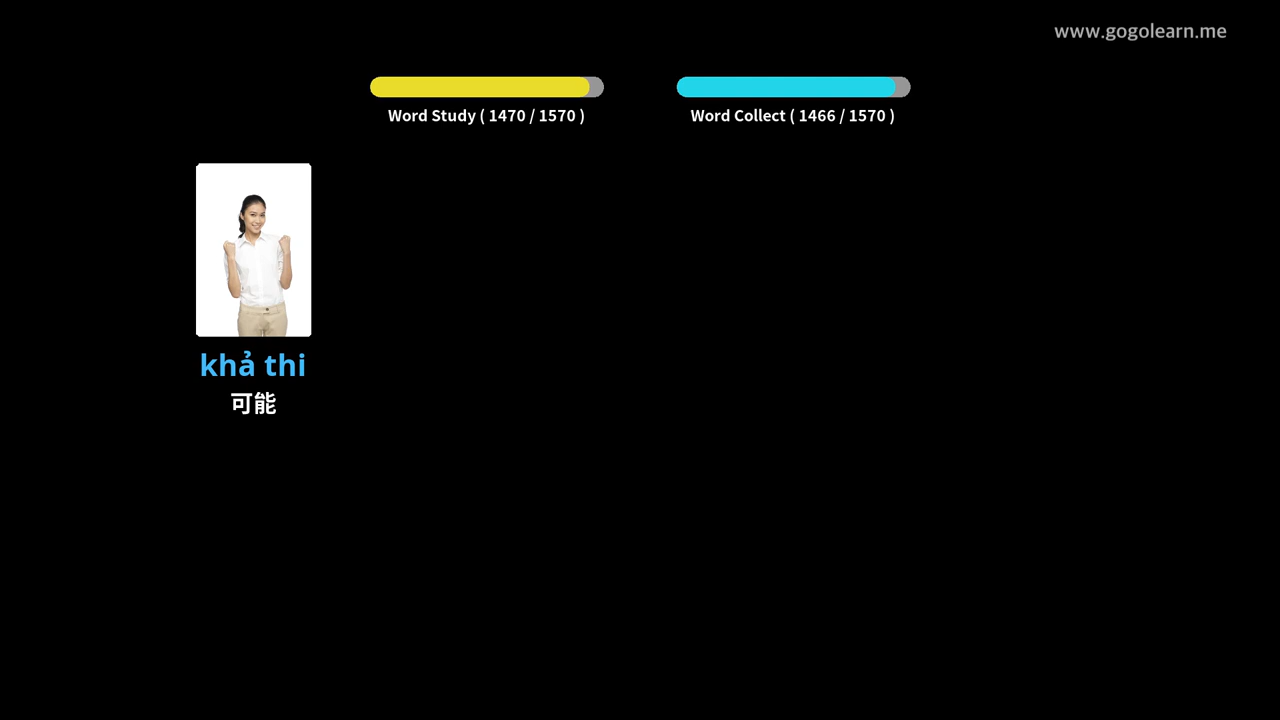 www.gogolearn.me
Word Study ( 1470 / 1570 )
Word Collect ( 1466 / 1570 )
khả thi
可能